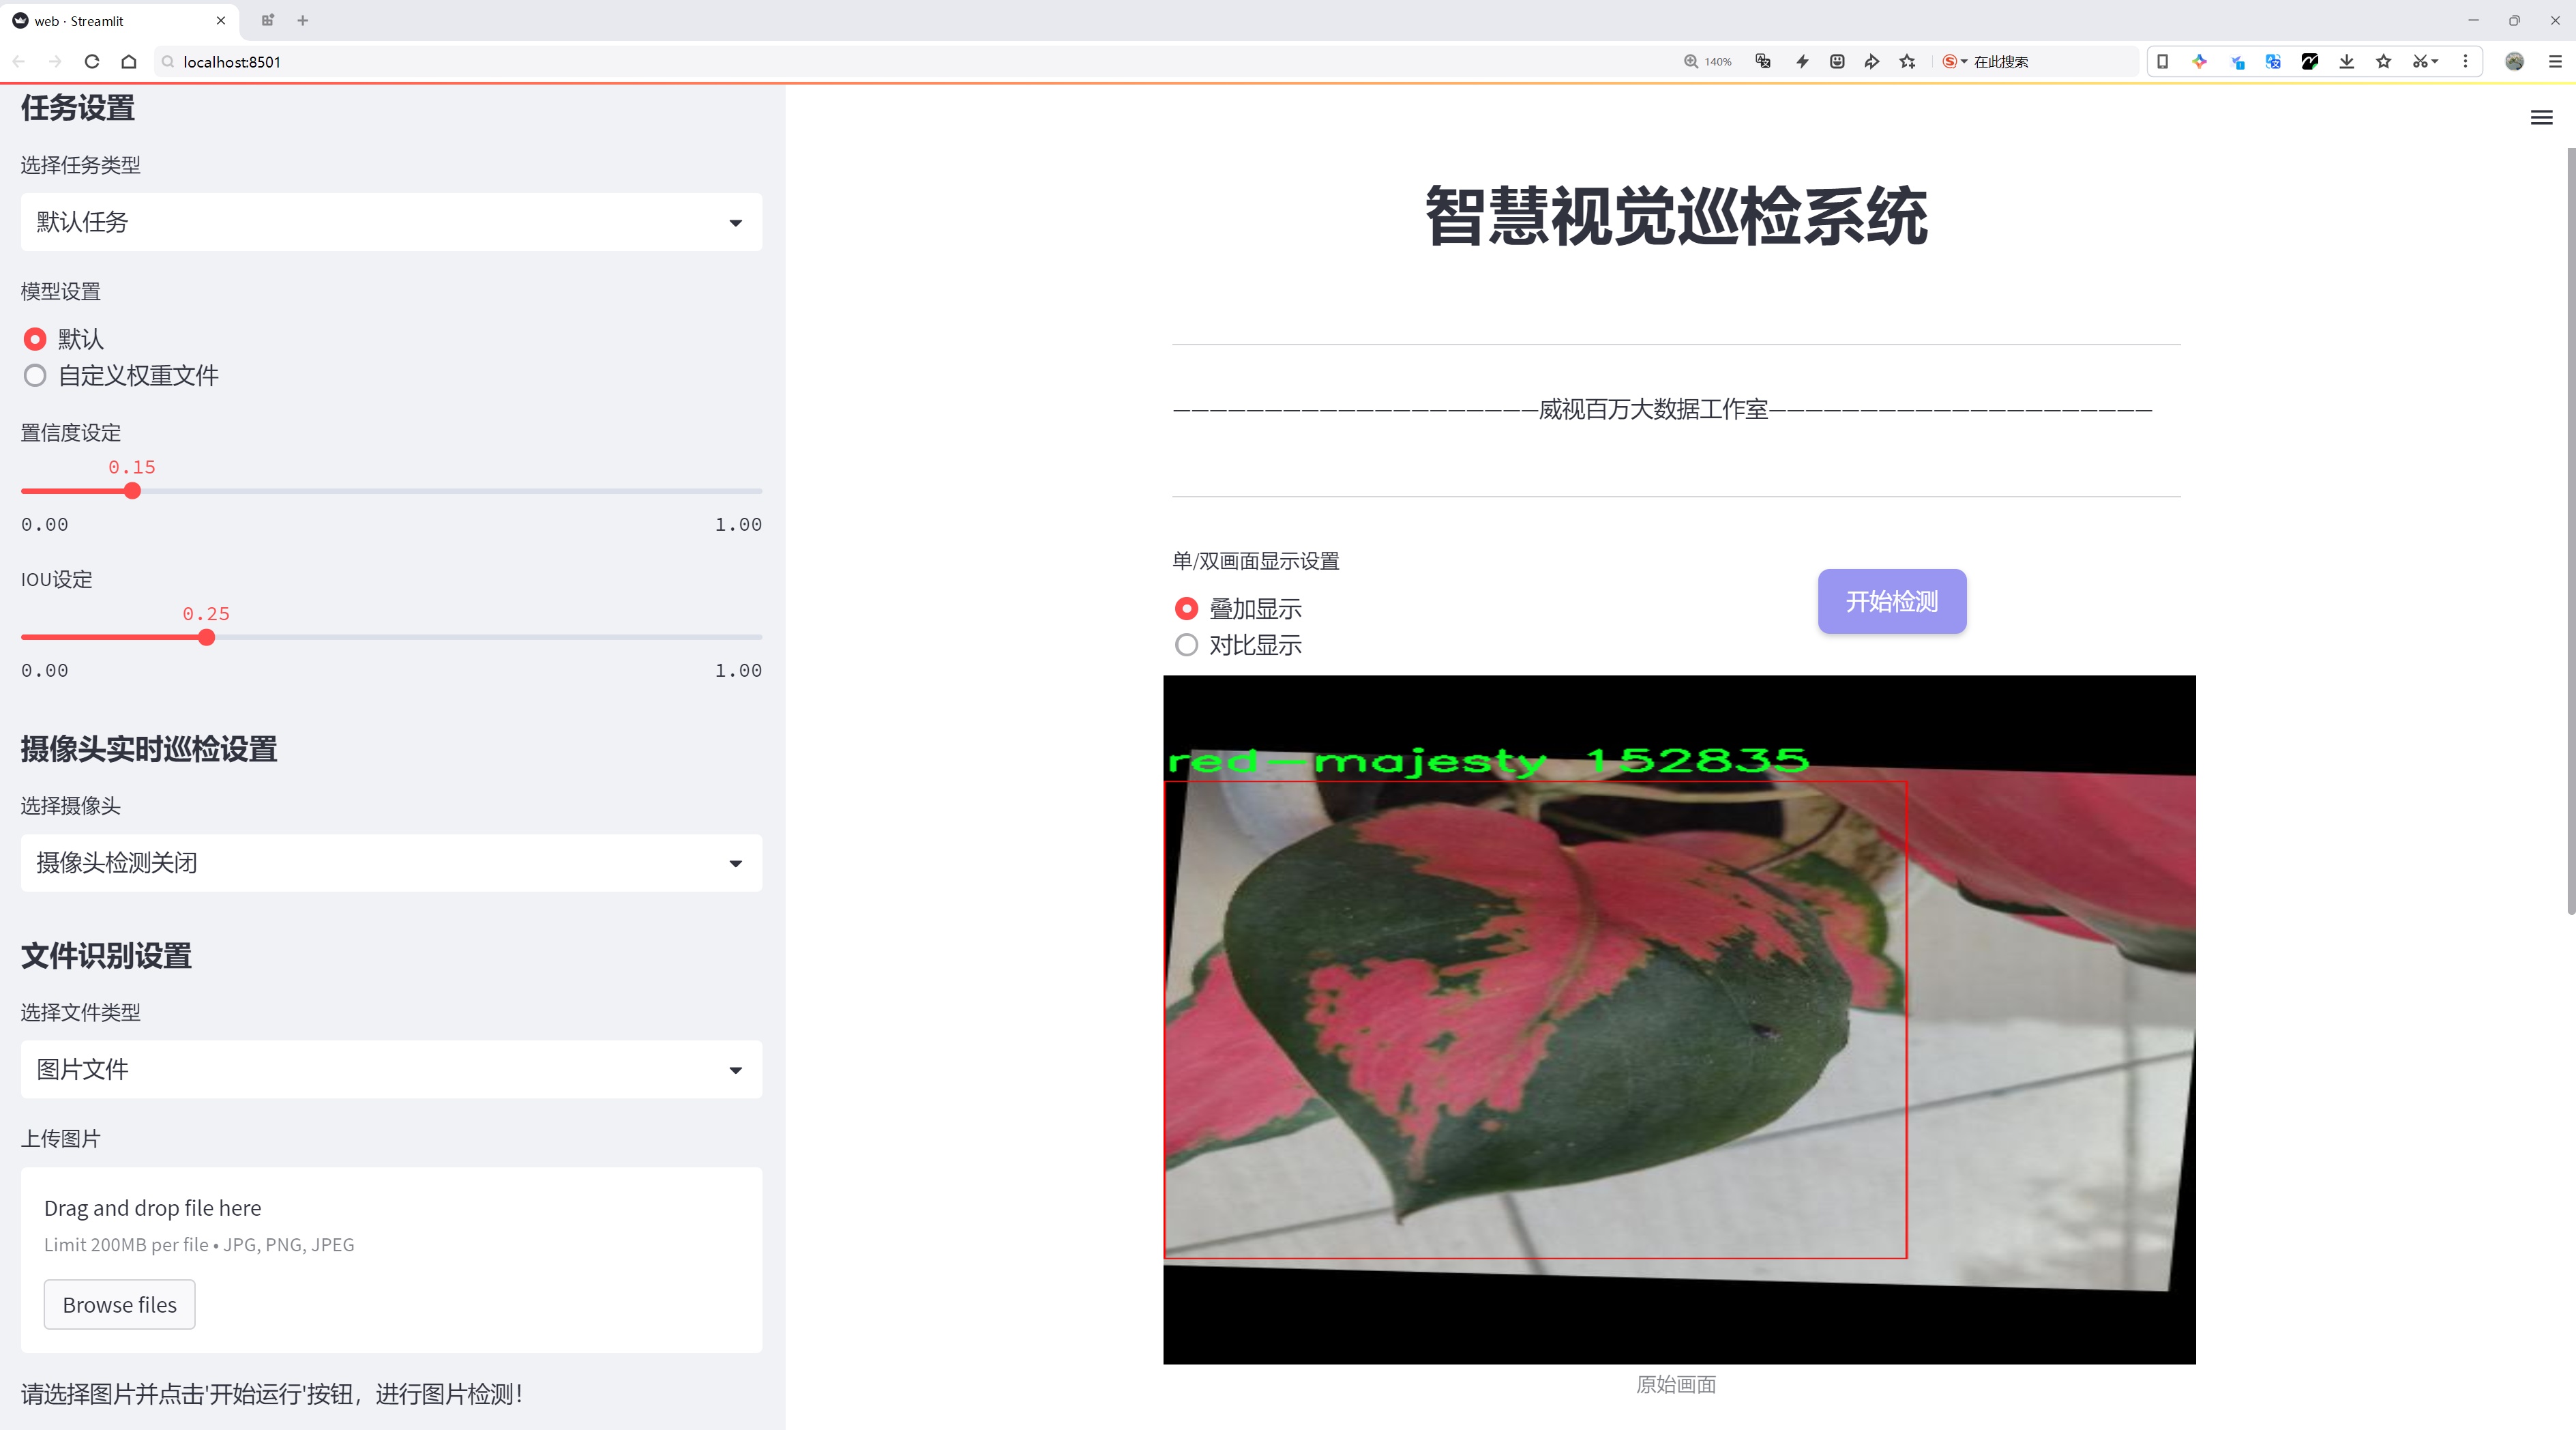 web · Streamlit
localhost:8501
140%
在此搜索
任务设置
选择任务类型
默认任务
模型设置
默认
自定义权重文件
置信度设定
0.15
0.00 1.00
IOU设定
0.25
0.00 1.00
摄像头实时巡检设置
选择摄像头
摄像头检测关闭
文件识别设置
选择文件类型
图片文件
上传图片
Drag and drop file here
Limit 200MB per file • JPG, PNG, JPEG
Browse files
请选择图片并点击'开始运行'按钮，进行图片检测！
智慧视觉巡检系统
————————————————————威视百万大数据工作室—————————————————————
单/双画面显示设置
叠加显示
对比显示
开始检测
red-majesty 152835
原始画面